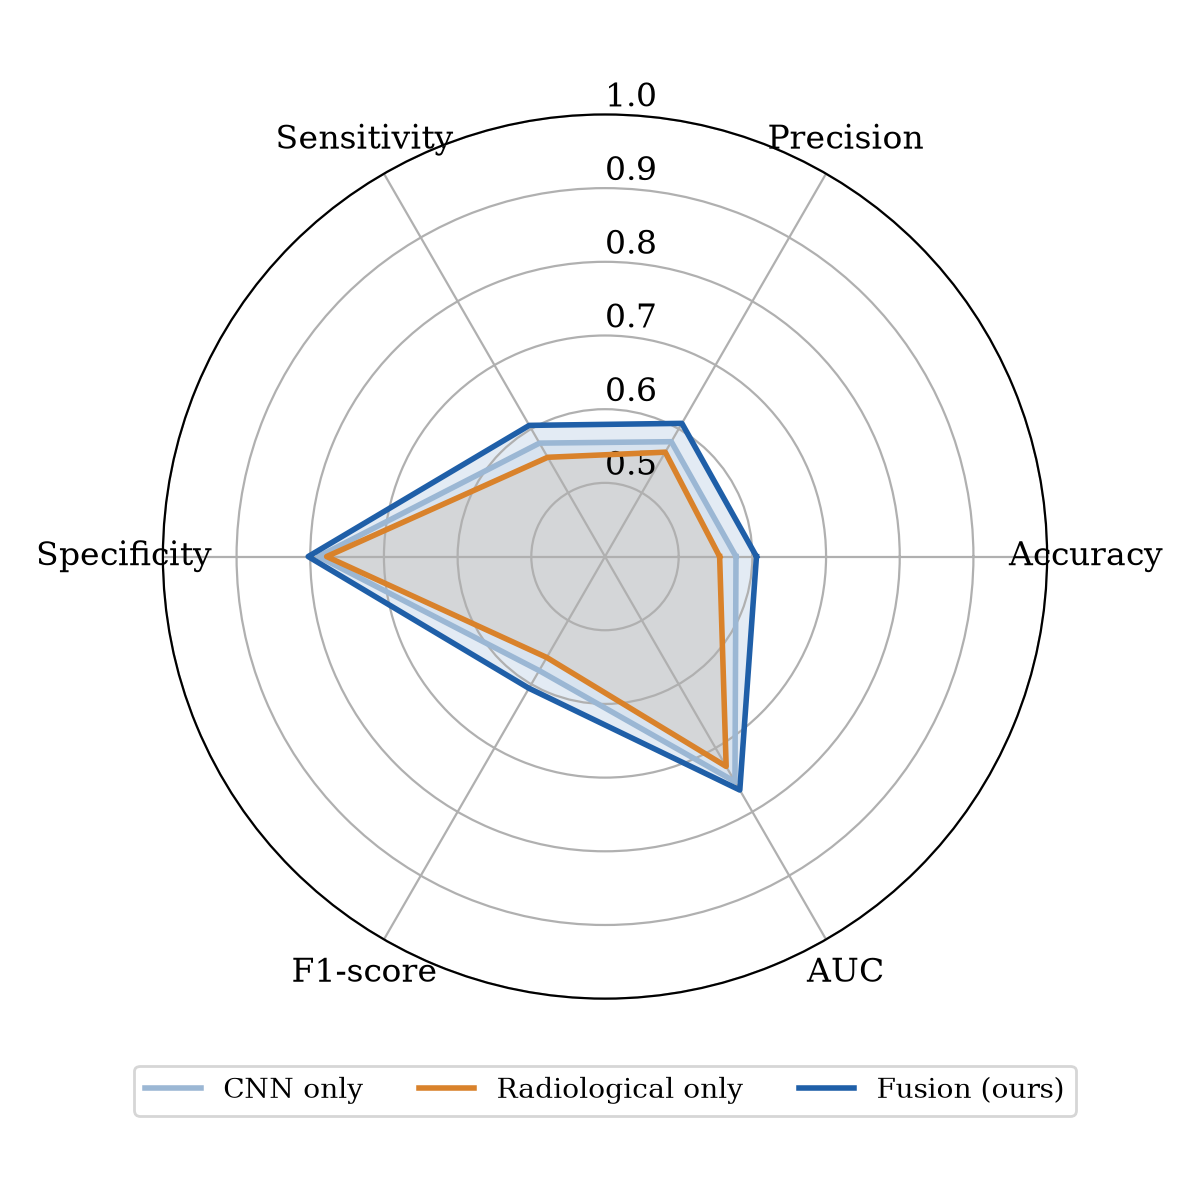 1.0
Sensitivity
Precision
0.9
0.8
0.7
0.6
0.5
Specificity
Accuracy
F1-score
AUC
CNN only
Radiological only
Fusion (ours)